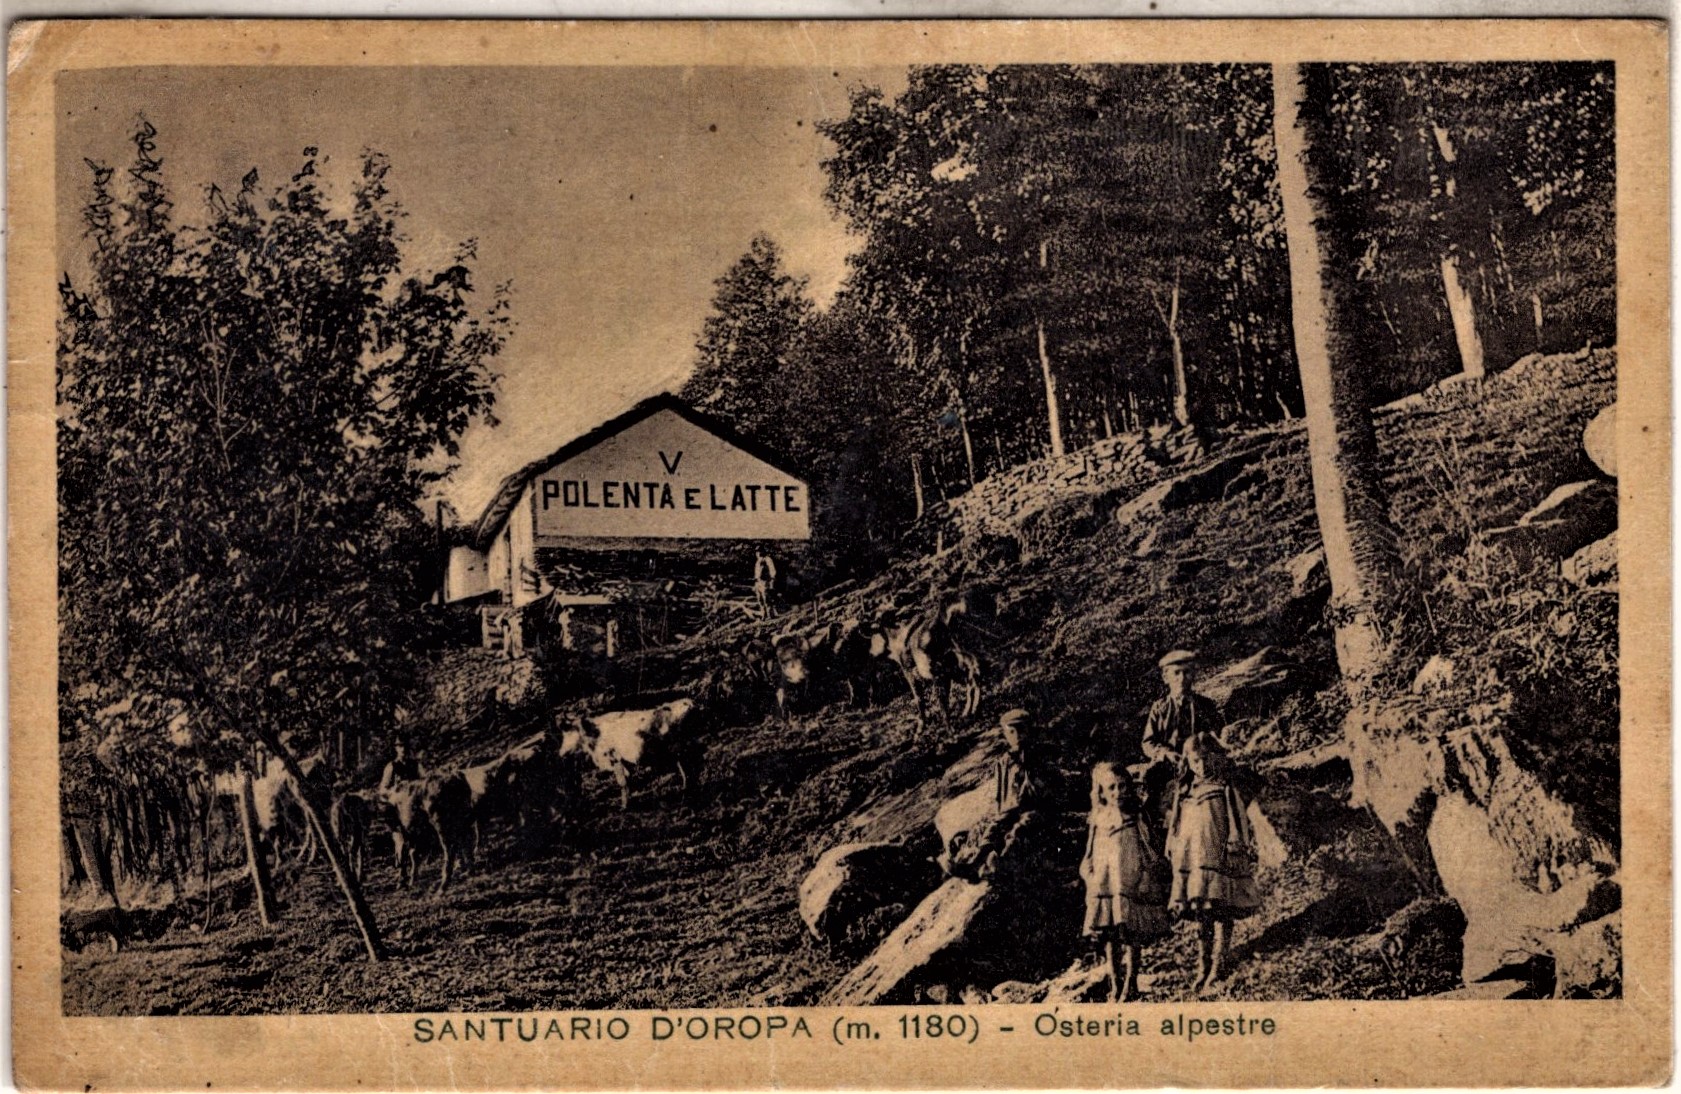 V
POLENTA E LATTE
SANTUARIO D'OROPA (m. 1180) - Osteria alpestre